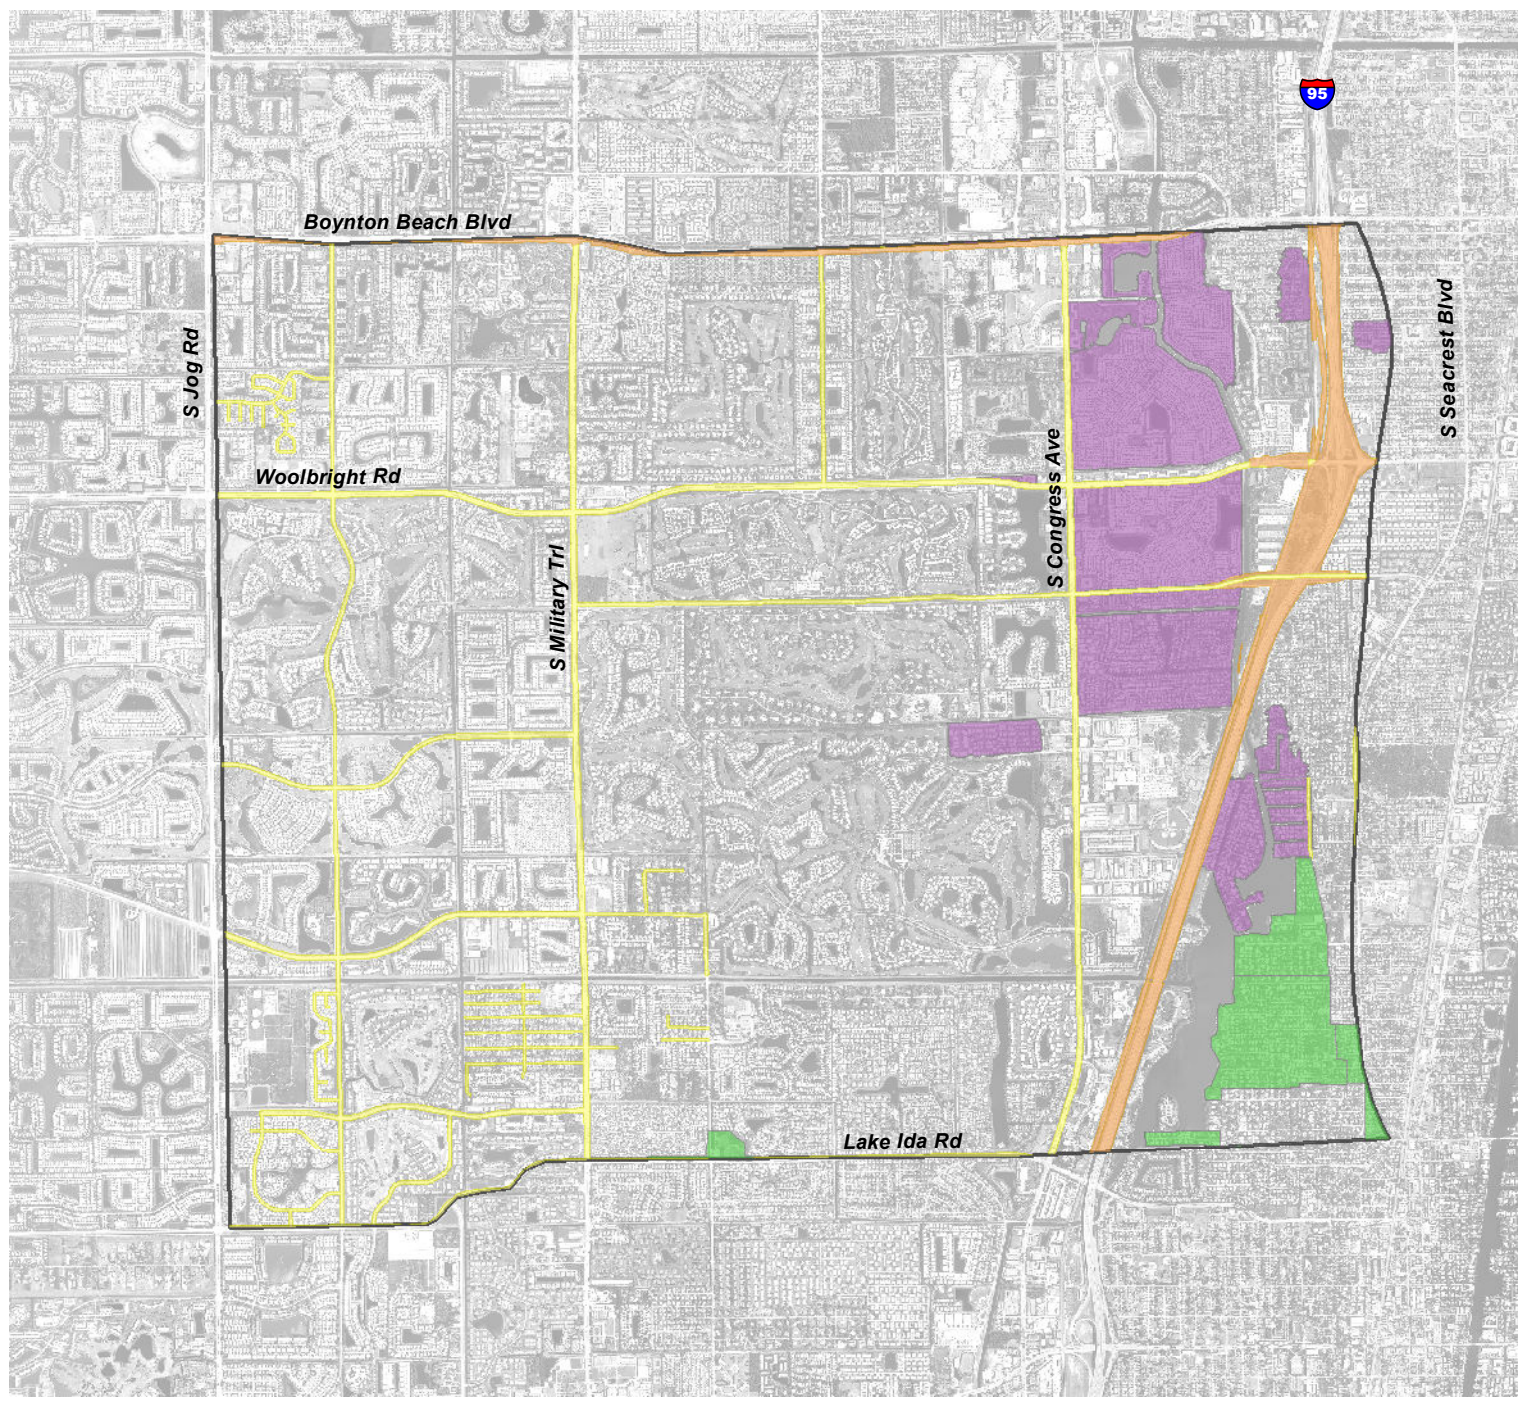 95
Boynton Beach Blvd
S Jog Rd
S Seacrest Blvd
Woolbright Rd
S Congress Ave
S Military Trl
Lake Ida Rd